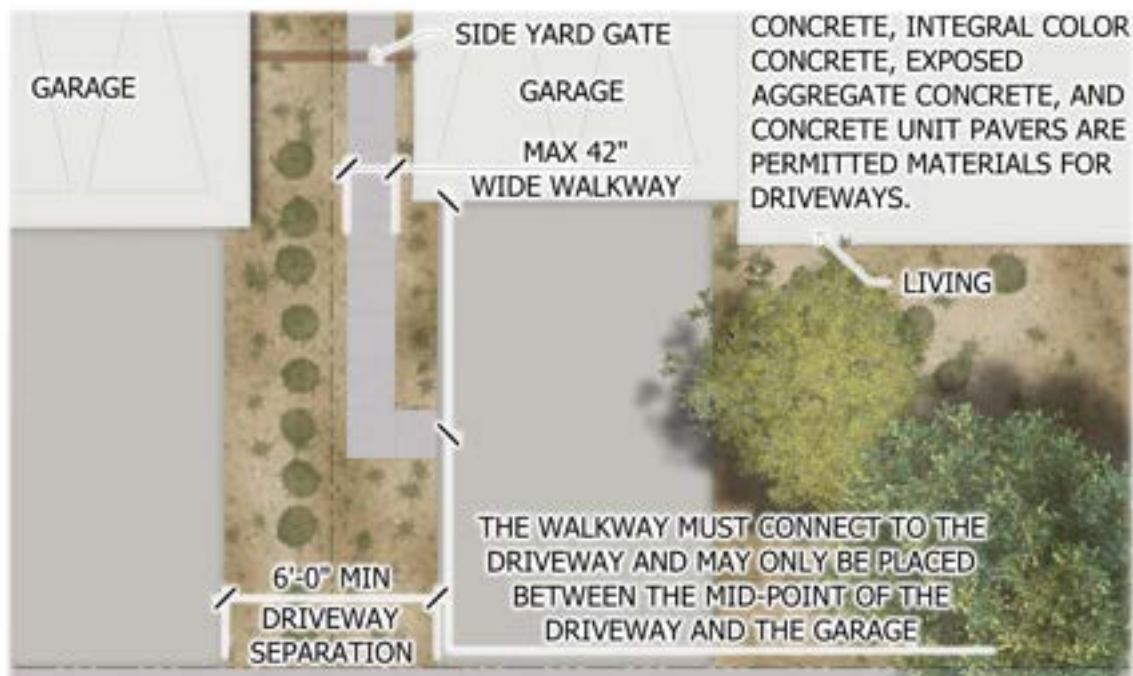 CONCRETE, INTEGRAL COLOR
CONCRETE, EXPOSED
AGGREGATE CONCRETE, AND
CONCRETE UNIT PAVERS ARE
PERMITTED MATERIALS FOR
DRIVEWAYS.
SIDE YARD GATE
GARAGE
GARAGE
MAX 42"
WIDE WALKWAY
LIVING
THE WALKWAY MUST CONNECT TO THE
DRIVEWAY AND MAY ONLY BE PLACED
BETWEEN THE MID-POINT OF THE
DRIVEWAY AND THE GARAGE
6'-0" MIN
DRIVEWAY
SEPARATION